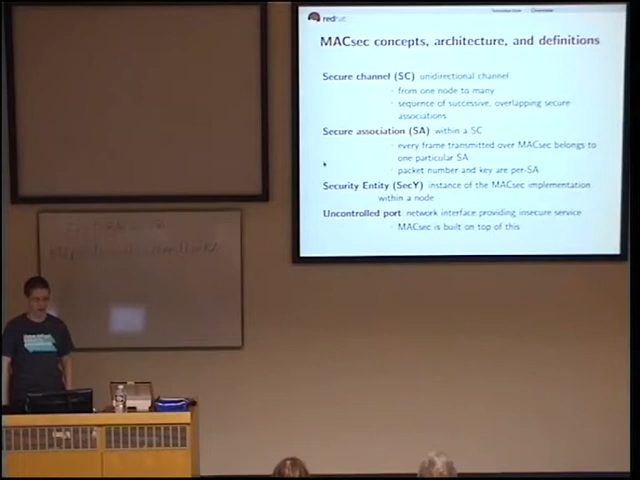 redhat
Introduction Overview
MACsec concepts, architecture, and definitions
Secure channel (SC) unidirectional channel
· from one node to many
· sequence of successive, overlapping secure
associations
Secure association (SA) within a SC
· every frame transmitted over MACsec belongs to
one particular SA
· packet number and key are per-SA
Security Entity (SecY) instance of the MACsec implementation
within a node
Uncontrolled port network interface providing insecure service
· MACsec is built on top of this